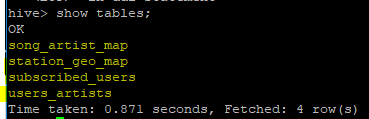 hive> show tables;
OK
song_artist_map
station_geo_map
subscribed_users
users_artists
Time taken: 0.871 seconds, Fetched: 4 row(s)